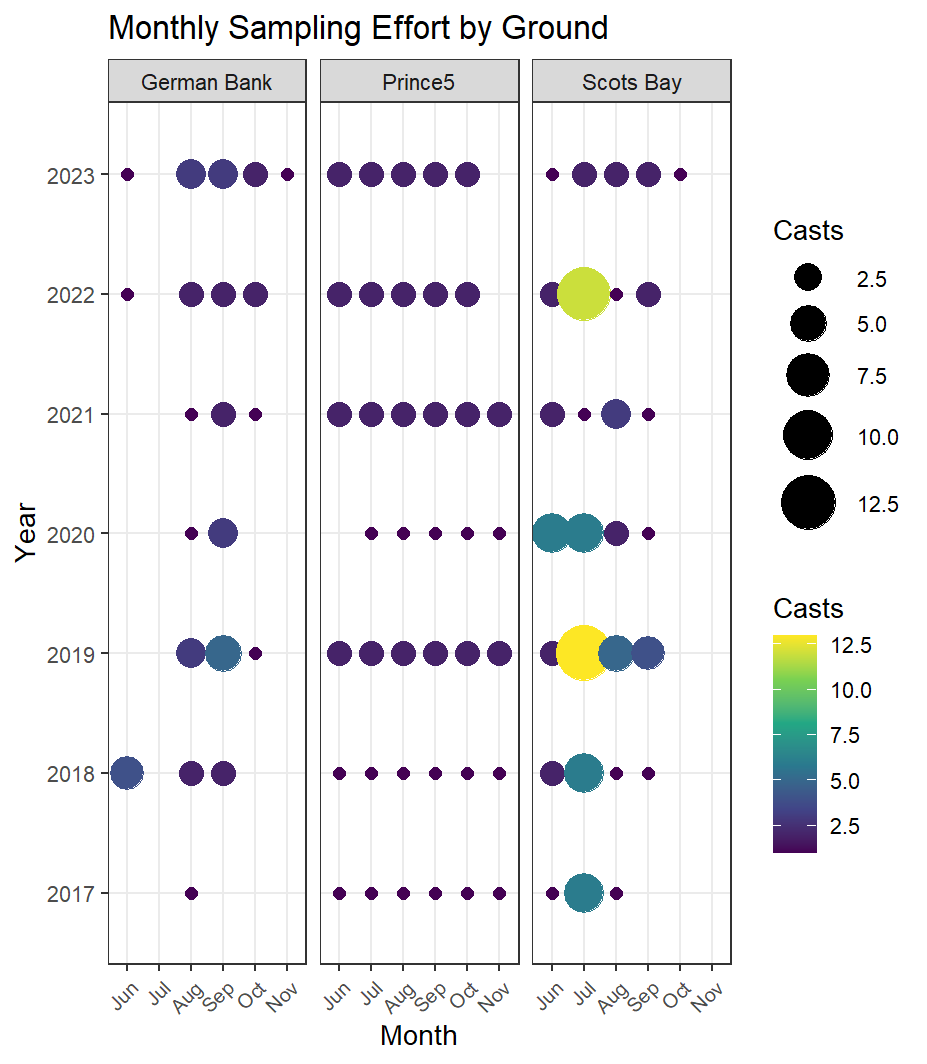 Monthly Sampling Effort by Ground
German Bank
Prince5
Scots Bay
2023
2022
2021
2020
2019
2018
2017
Year
Jun Jul Aug Sep Oct Nov
Jun Jul Aug Sep Oct Nov
Jun Jul Aug Sep Oct Nov
Month
Casts
2.5
5.0
7.5
10.0
12.5
Casts
12.5
10.0
7.5
5.0
2.5